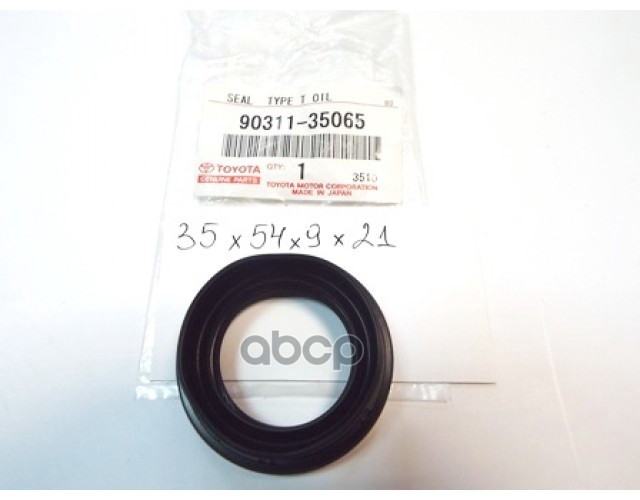 SEAL TYPE T OIL
90311-35065
TOYOTA QTY: 1 3510
GENUINE PARTS TOYOTA MOTOR CORPORATION
MADE IN JAPAN
35 x 54 x 9 x 21
abcp